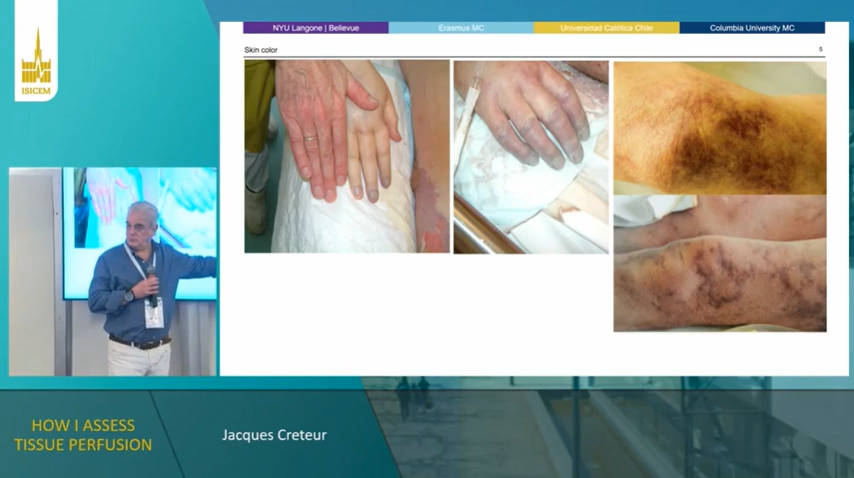 ISICEM
NYU Langone | Bellevue
Erasmus MC
Universidad Catòlica Chile
Columbia University MC
Skin color
5
HOW I ASSESS
TISSUE PERFUSION
Jacques Creteur